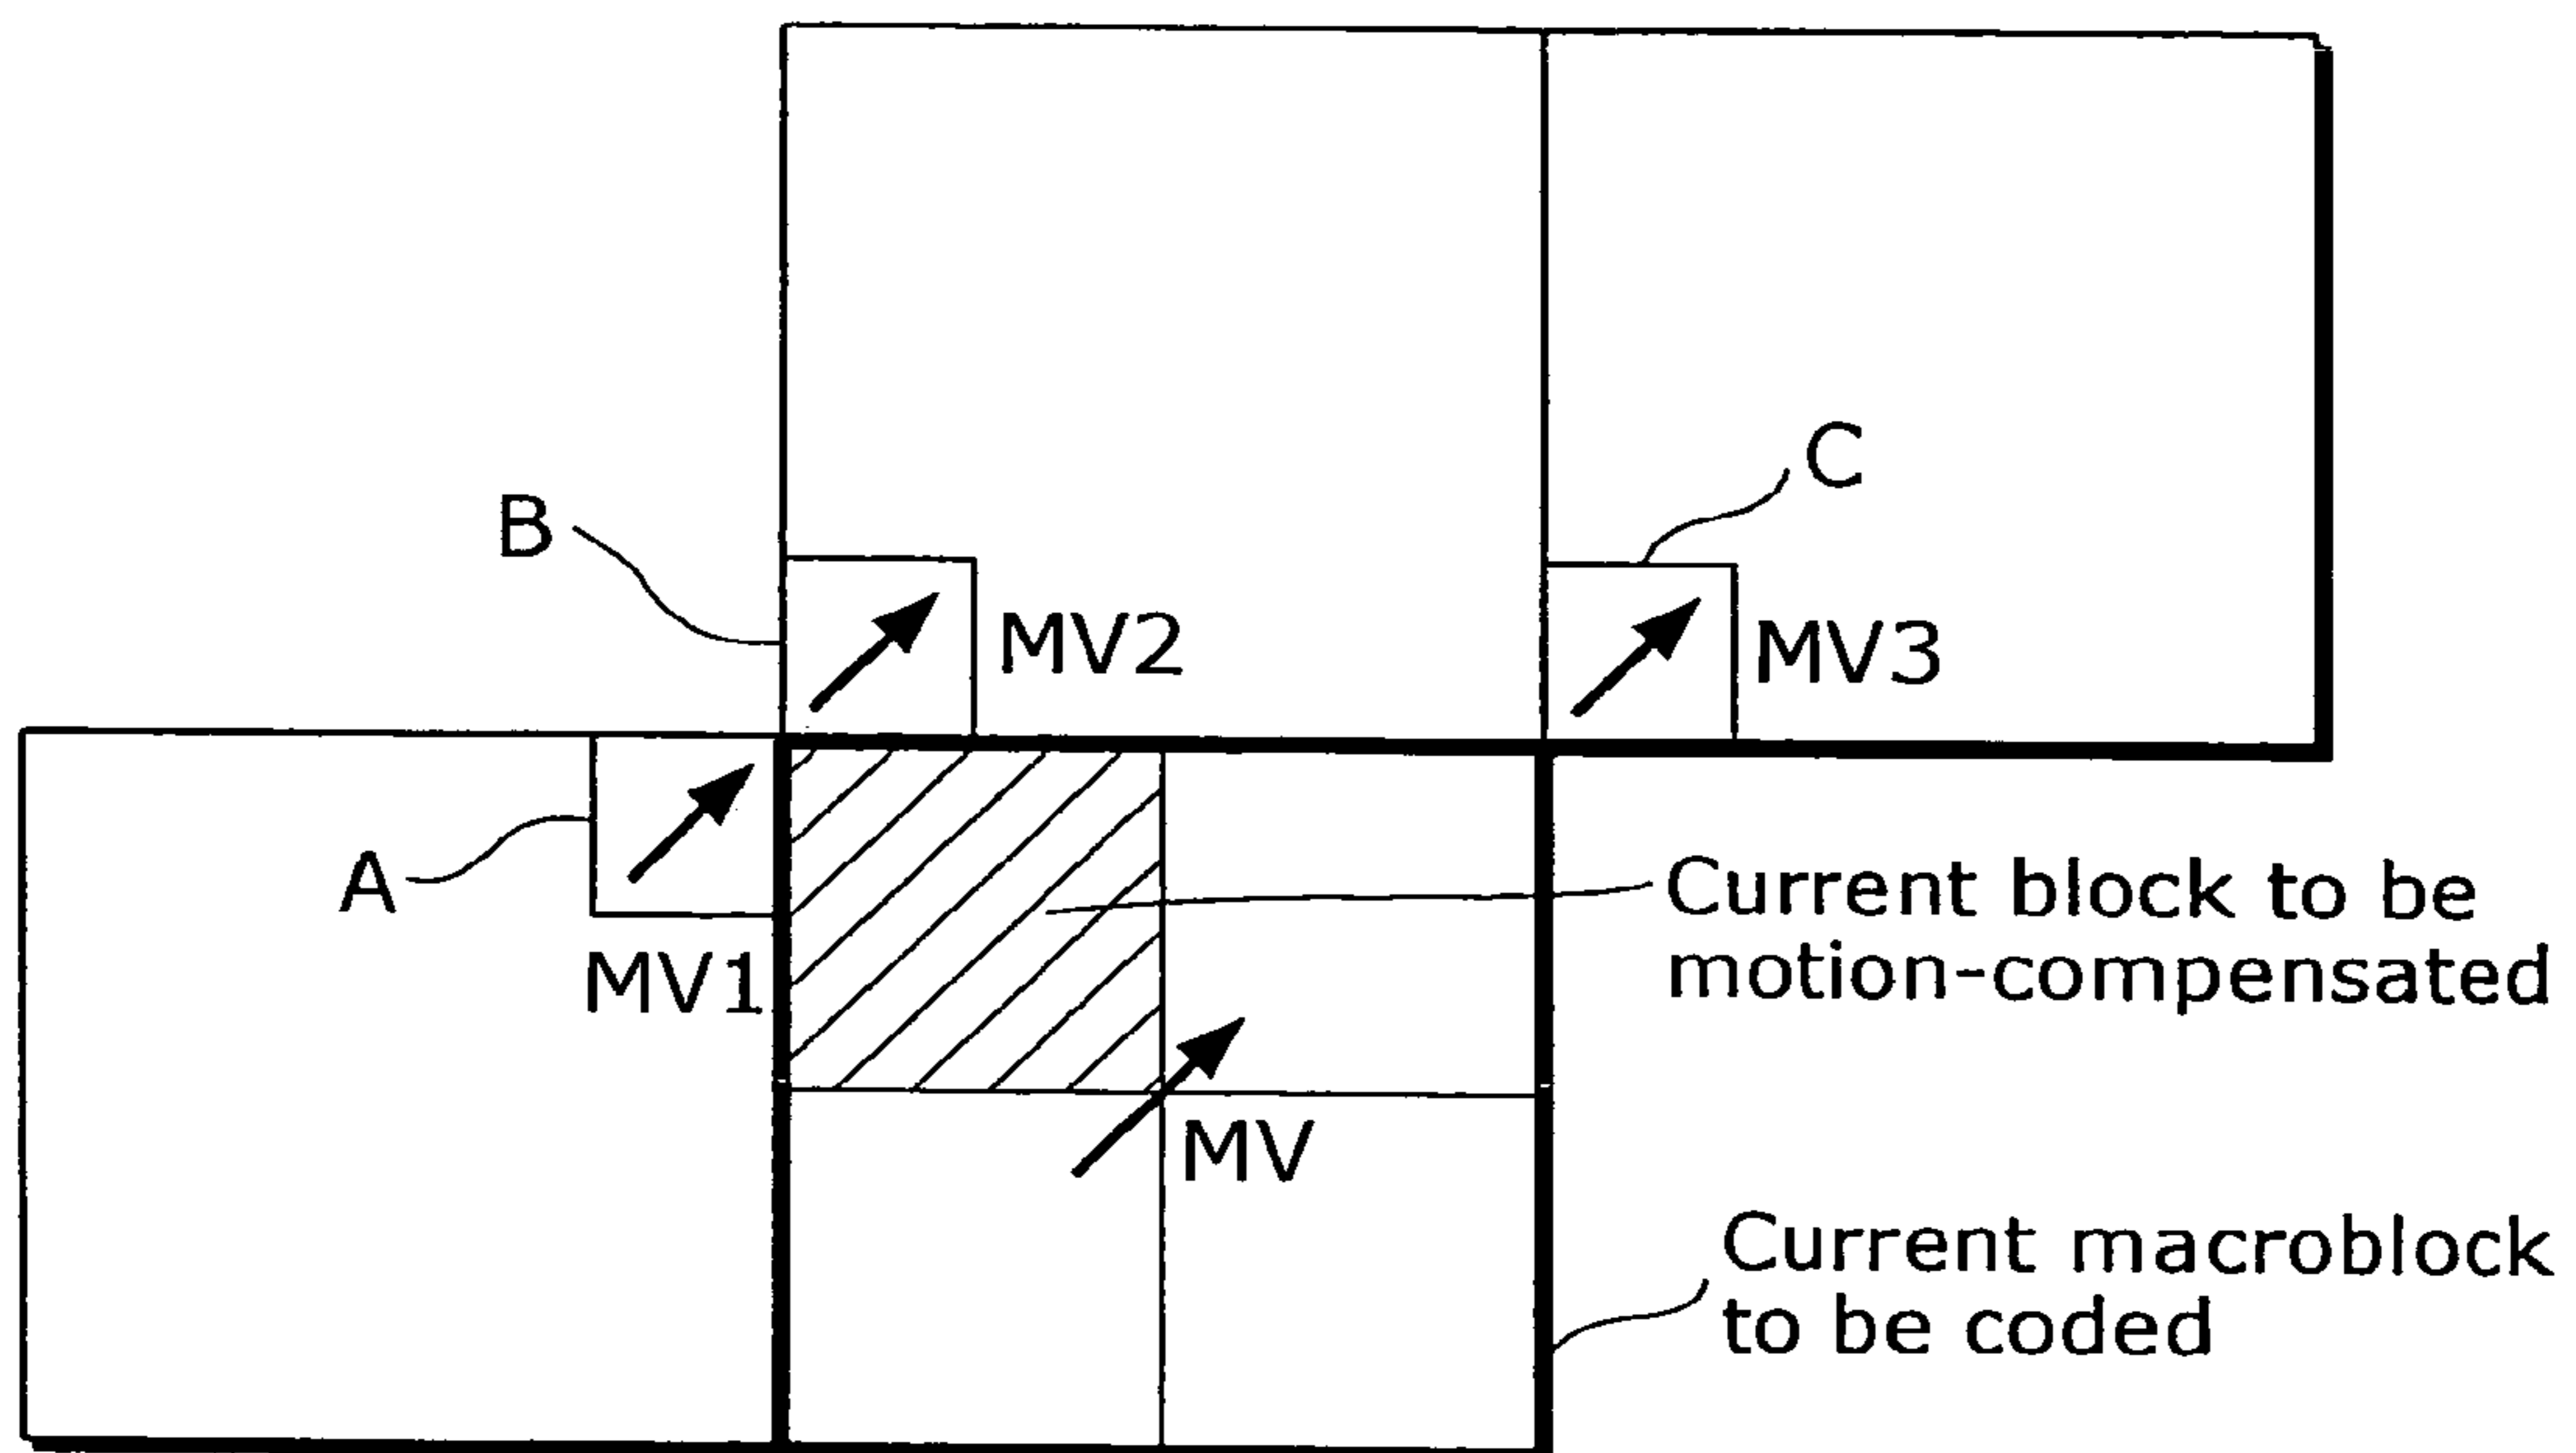 C
B
MV2
MV3
A
Current block to be
motion-compensated
MV1
MV
Current macroblock
to be coded